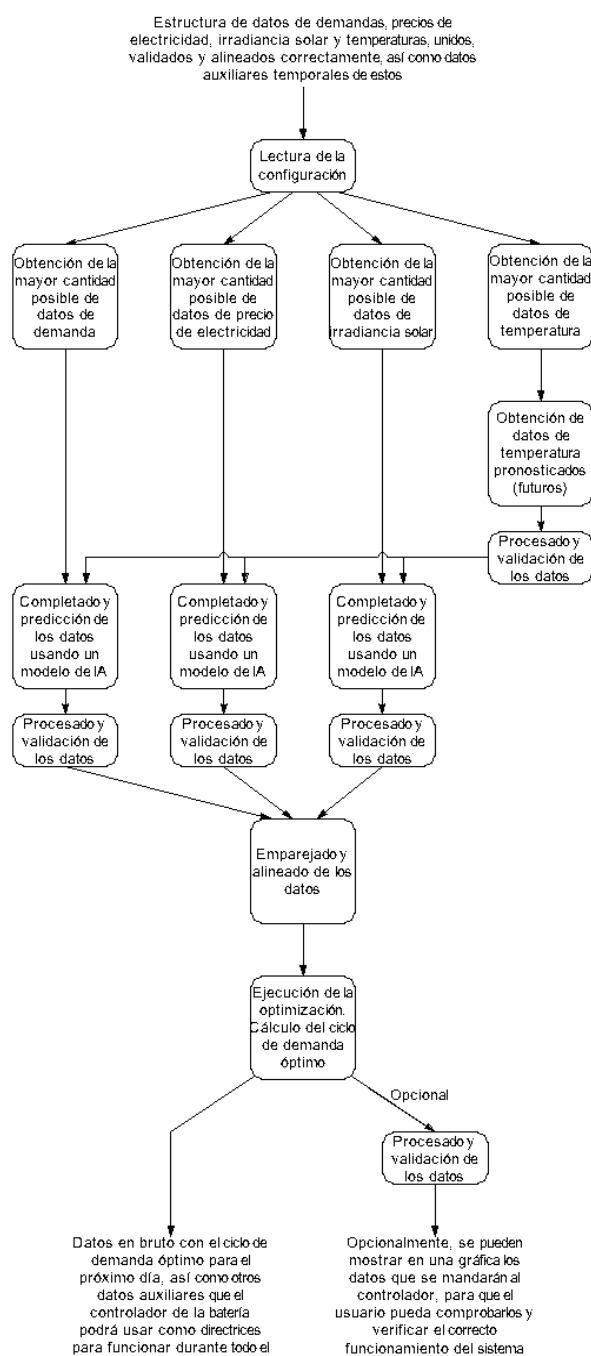 Estructura de datos de demandas, precios de
electricidad, irradiancia solar y temperaturas, unidos,
validados y alineados correctamente, así como datos
auxiliares temporales de estos
Lectura de la
configuración
Obtención de la
mayor cantidad
posible de
datos de
demanda
Obtención de la
mayor cantidad
posible de
datos de precio
de electricidad
Obtención de la
mayor cantidad
posible de
datos de
irradiancia solar
Obtención de la
mayor cantidad
posible de
datos de
temperatura
Obtención de
datos de
temperatura
pronosticados
(futuros)
Procesado y
validación de
los datos
Completado y
predicción de
los datos
usando un
modelo de IA
Completado y
predicción de
los datos
usando un
modelo de IA
Completado y
predicción de
los datos
usando un
modelo de IA
Procesado y
validación de
los datos
Procesado y
validación de
los datos
Procesado y
validación de
los datos
Emparejado y
alineado de los
datos
Ejecución de la
optimización.
Cálculo del ciclo
de demanda
óptimo
Opcional
Procesado y
validación de
los datos
Datos en bruto con el ciclo de
demanda óptimo para el
próximo día, así como otros
datos auxiliares que el
controlador de la batería
podrá usar como directrices
para funcionar durante todo el
Opcionalmente, se pueden
mostrar en una gráfica los
datos que se mandarán al
controlador, para que el
usuario pueda comprobarlos y
verificar el correcto
funcionamiento del sistema